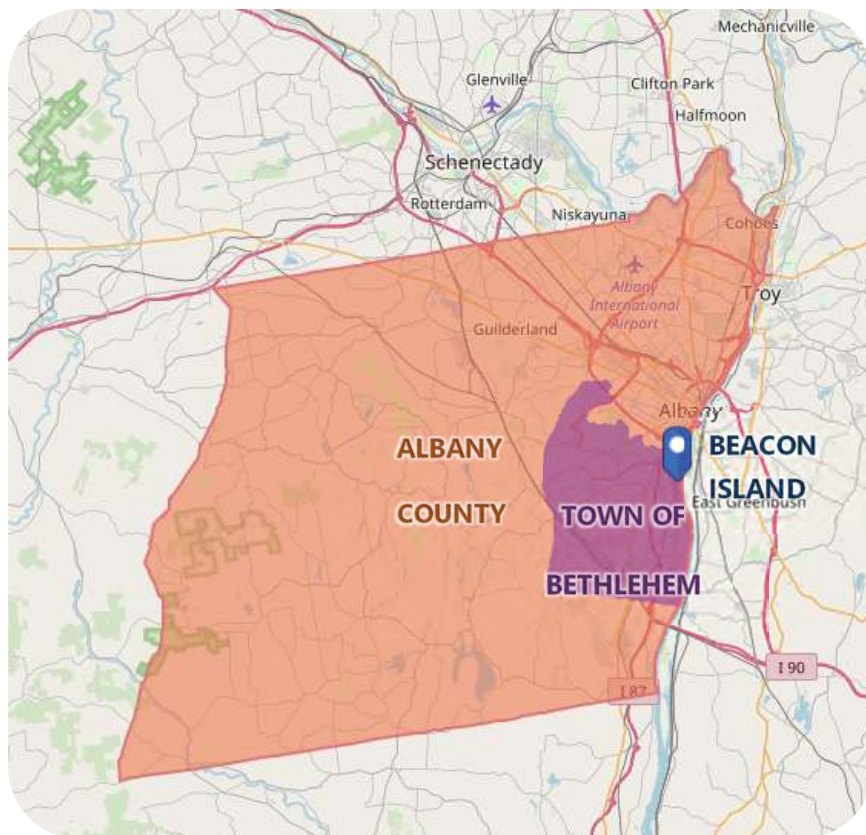 Mechanicville
Glenville
Clifton Park
Halfmoon
Schenectady
Rotterdam
Niskayuna
Cohoes
Albany
International
Airport
Troy
Guilderland
Albany
ALBANY
COUNTY
BEACON
ISLAND
East Greenbush
TOWN OF
BETHLEHEM
I 90
I 87